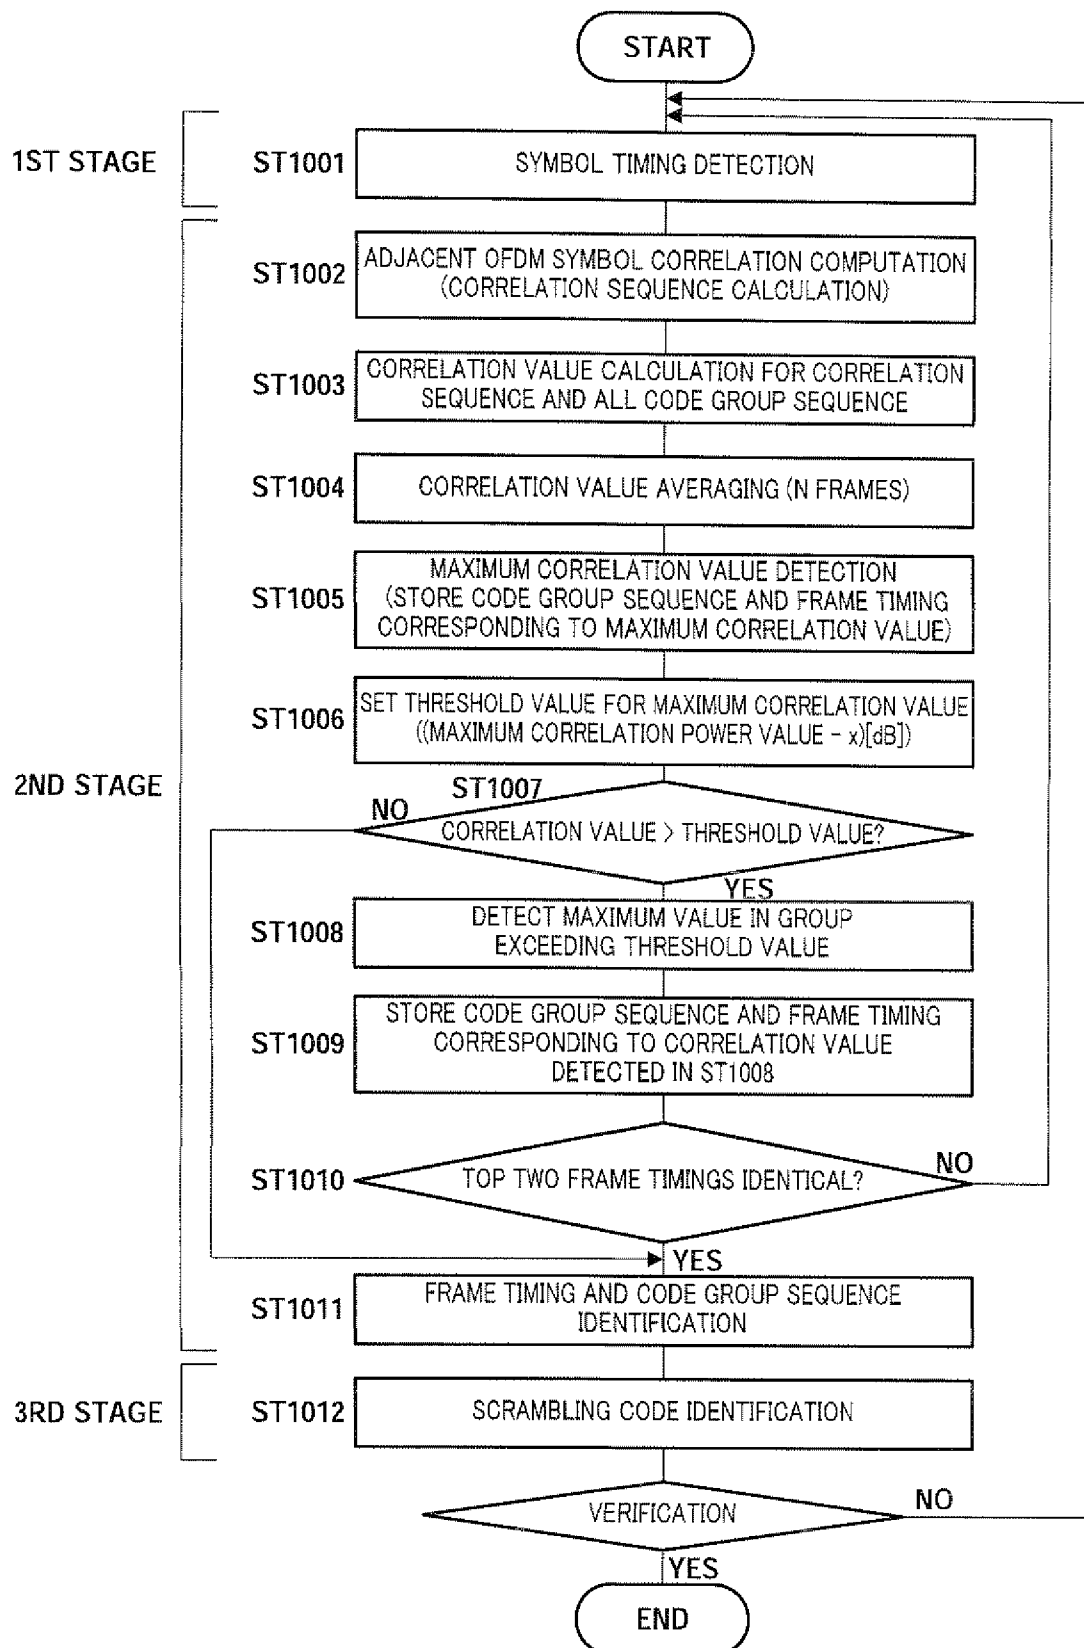 START
1ST STAGE
ST1001
SYMBOL TIMING DETECTION
2ND STAGE
ST1002
ADJACENT OFDM SYMBOL CORRELATION COMPUTATION
(CORRELATION SEQUENCE CALCULATION)
ST1003
CORRELATION VALUE CALCULATION FOR CORRELATION
SEQUENCE AND ALL CODE GROUP SEQUENCE
ST1004
CORRELATION VALUE AVERAGING (N FRAMES)
ST1005
MAXIMUM CORRELATION VALUE DETECTION
(STORE CODE GROUP SEQUENCE AND FRAME TIMING
CORRESPONDING TO MAXIMUM CORRELATION VALUE)
ST1006
SET THRESHOLD VALUE FOR MAXIMUM CORRELATION VALUE
((MAXIMUM CORRELATION POWER VALUE - x)[dB])
ST1007
NO
CORRELATION VALUE > THRESHOLD VALUE?
YES
ST1008
DETECT MAXIMUM VALUE IN GROUP
EXCEEDING THRESHOLD VALUE
ST1009
STORE CODE GROUP SEQUENCE AND FRAME TIMING
CORRESPONDING TO CORRELATION VALUE
DETECTED IN ST1008
ST1010
TOP TWO FRAME TIMINGS IDENTICAL?
NO
YES
ST1011
FRAME TIMING AND CODE GROUP SEQUENCE
IDENTIFICATION
3RD STAGE
ST1012
SCRAMBLING CODE IDENTIFICATION
VERIFICATION
NO
YES
END